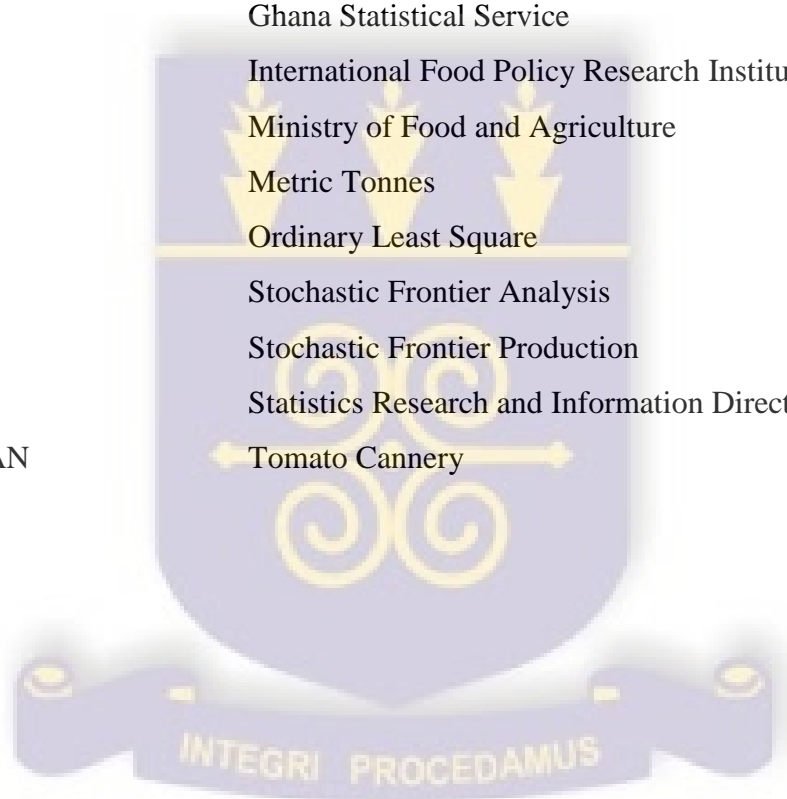 Ghana Statistical Service
International Food Policy Research Institu
Ministry of Food and Agriculture
Metric Tonnes
Ordinary Least Square
Stochastic Frontier Analysis
Stochastic Frontier Production
Statistics Research and Information Direct
AN Tomato Cannery
INTEGRI PROCEDAMUS